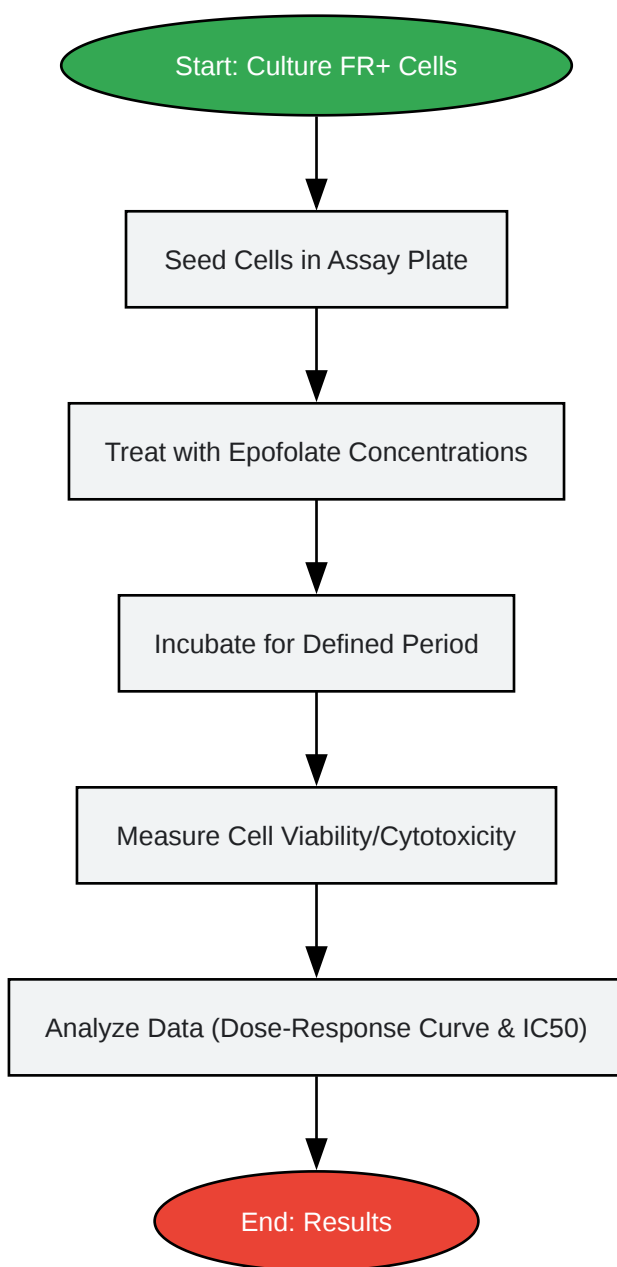 Start: Culture FR+ Cells
Seed Cells in Assay Plate
Treat with Epofolate Concentrations
Incubate for Defined Period
Measure Cell Viability/Cytotoxicity
Analyze Data (Dose-Response Curve & IC50)
End: Results